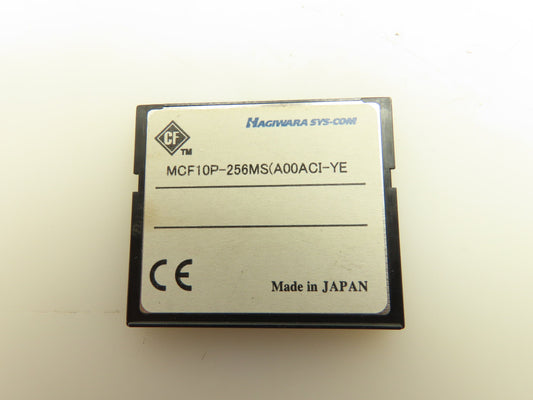 CF
TM
HAGIWARA SYS-COM
MCF10P-256MS(A00ACI-YE
CE
Made in JAPAN